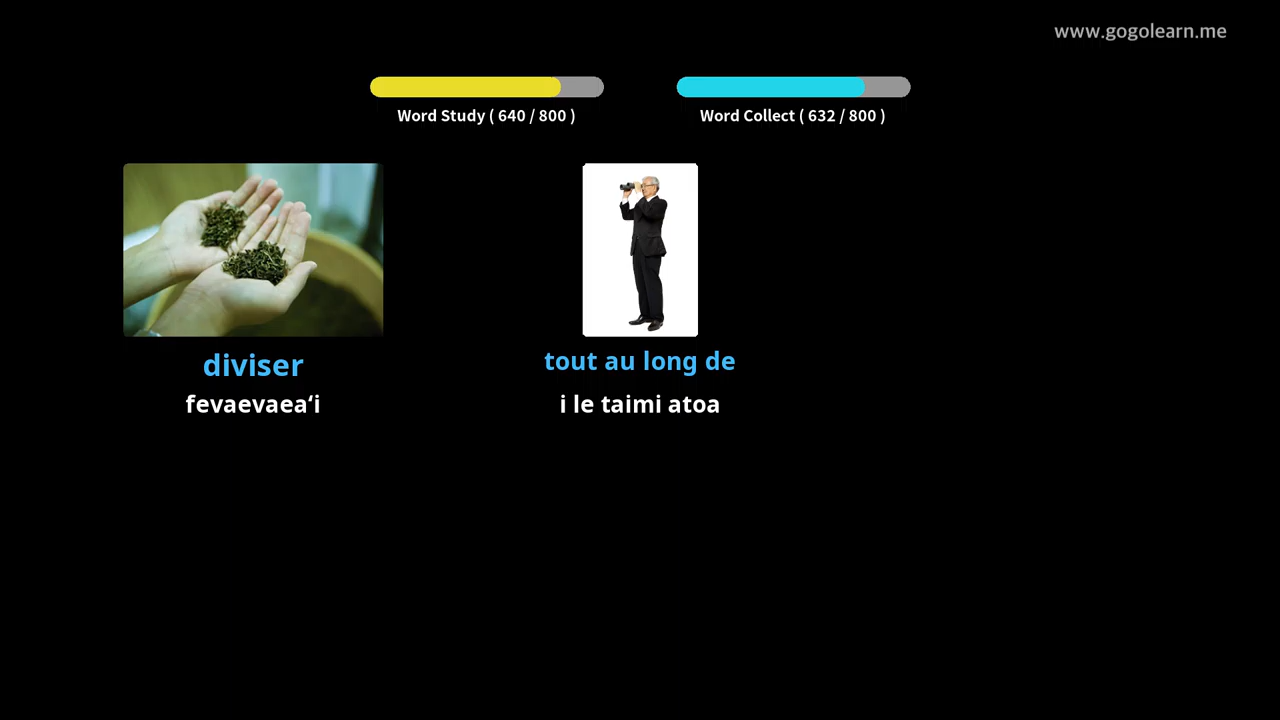 www.gogolearn.me
Word Study ( 640 / 800 )
Word Collect ( 632 / 800 )
diviser
fevaevaeaʻi
tout au long de
i le taimi atoa